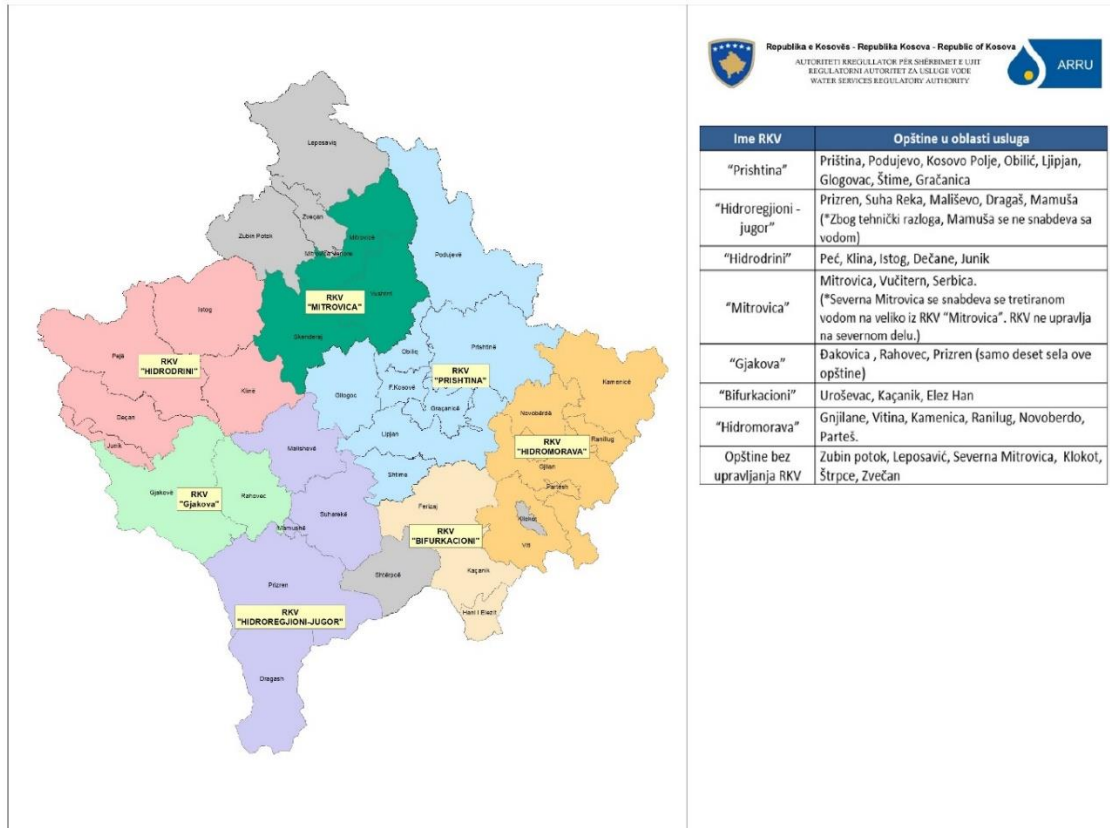 Leposaviq
Zveçan
Zubin Potok
Mitrovicë
Podujevë
RKV
"MITROVICA"
Vushtrri
Skenderaj
Istog
Pejë
RKV
"HIDRODRINI"
Klinë
Deçan
Junik
Obiliq
Prishtinë
RKV
"PRISHTINA"
F.Kosovë
Gllogoc
Graçanicë
Lipjan
Shtime
Kamenicë
Novobërdë
Ranillug
RKV
"HIDROMORAVA"
Gjilan
Partesh
Klokot
Viti
Malishevë
Gjakovë
RKV
"Gjakova"
Rahovec
Suharekë
Mamushë
Ferizaj
RKV
"BIFURKACIONI"
Shtërpcë
Kaçanik
Hani i Elezit
Prizren
RKV
"HIDROREGJIONI-JUGOR"
Dragash
Republika e Kosovës - Republika Kosova - Republic of Kosova
AUTORITETI RREGULLATOR PËR SHËRBIMET E UJIT
REGULATORNI AUTORITET ZA USLUGE VODE
WATER SERVICES REGULATORY AUTHORITY
ARRU
Ime RKV
Opštine u oblasti usluga
"Prishtina"
Priština, Podujevo, Kosovo Polje, Obilić, Ljipjan,
Glogovac, Štime, Gračanica
"Hidroregjioni -
jugor"
Prizren, Suha Reka, Mališevo, Dragaš, Mamuša
(*Zbog tehnički razloga, Mamuša se ne snabdeva sa
vodom)
"Hidrodrini"
Peć, Klina, Istog, Dečane, Junik
"Mitrovica"
Mitrovica, Vučitern, Serbica.
(*Severna Mitrovica se snabdeva se tretiranom
vodom na veliko iz RKV "Mitrovica". RKV ne upravlja
na severnom delu.)
"Gjakova"
Đakovica , Rahovec, Prizren (samo deset sela ove
opštine)
"Bifurkacioni"
Uroševac, Kaçanik, Elez Han
"Hidromorava"
Gnjilane, Vitina, Kamenica, Ranilug, Novoberdo,
Parteš.
Opštine bez
upravljanja RKV
Zubin potok, Leposavić, Severna Mitrovica, Klokot,
Štrpce, Zvečan